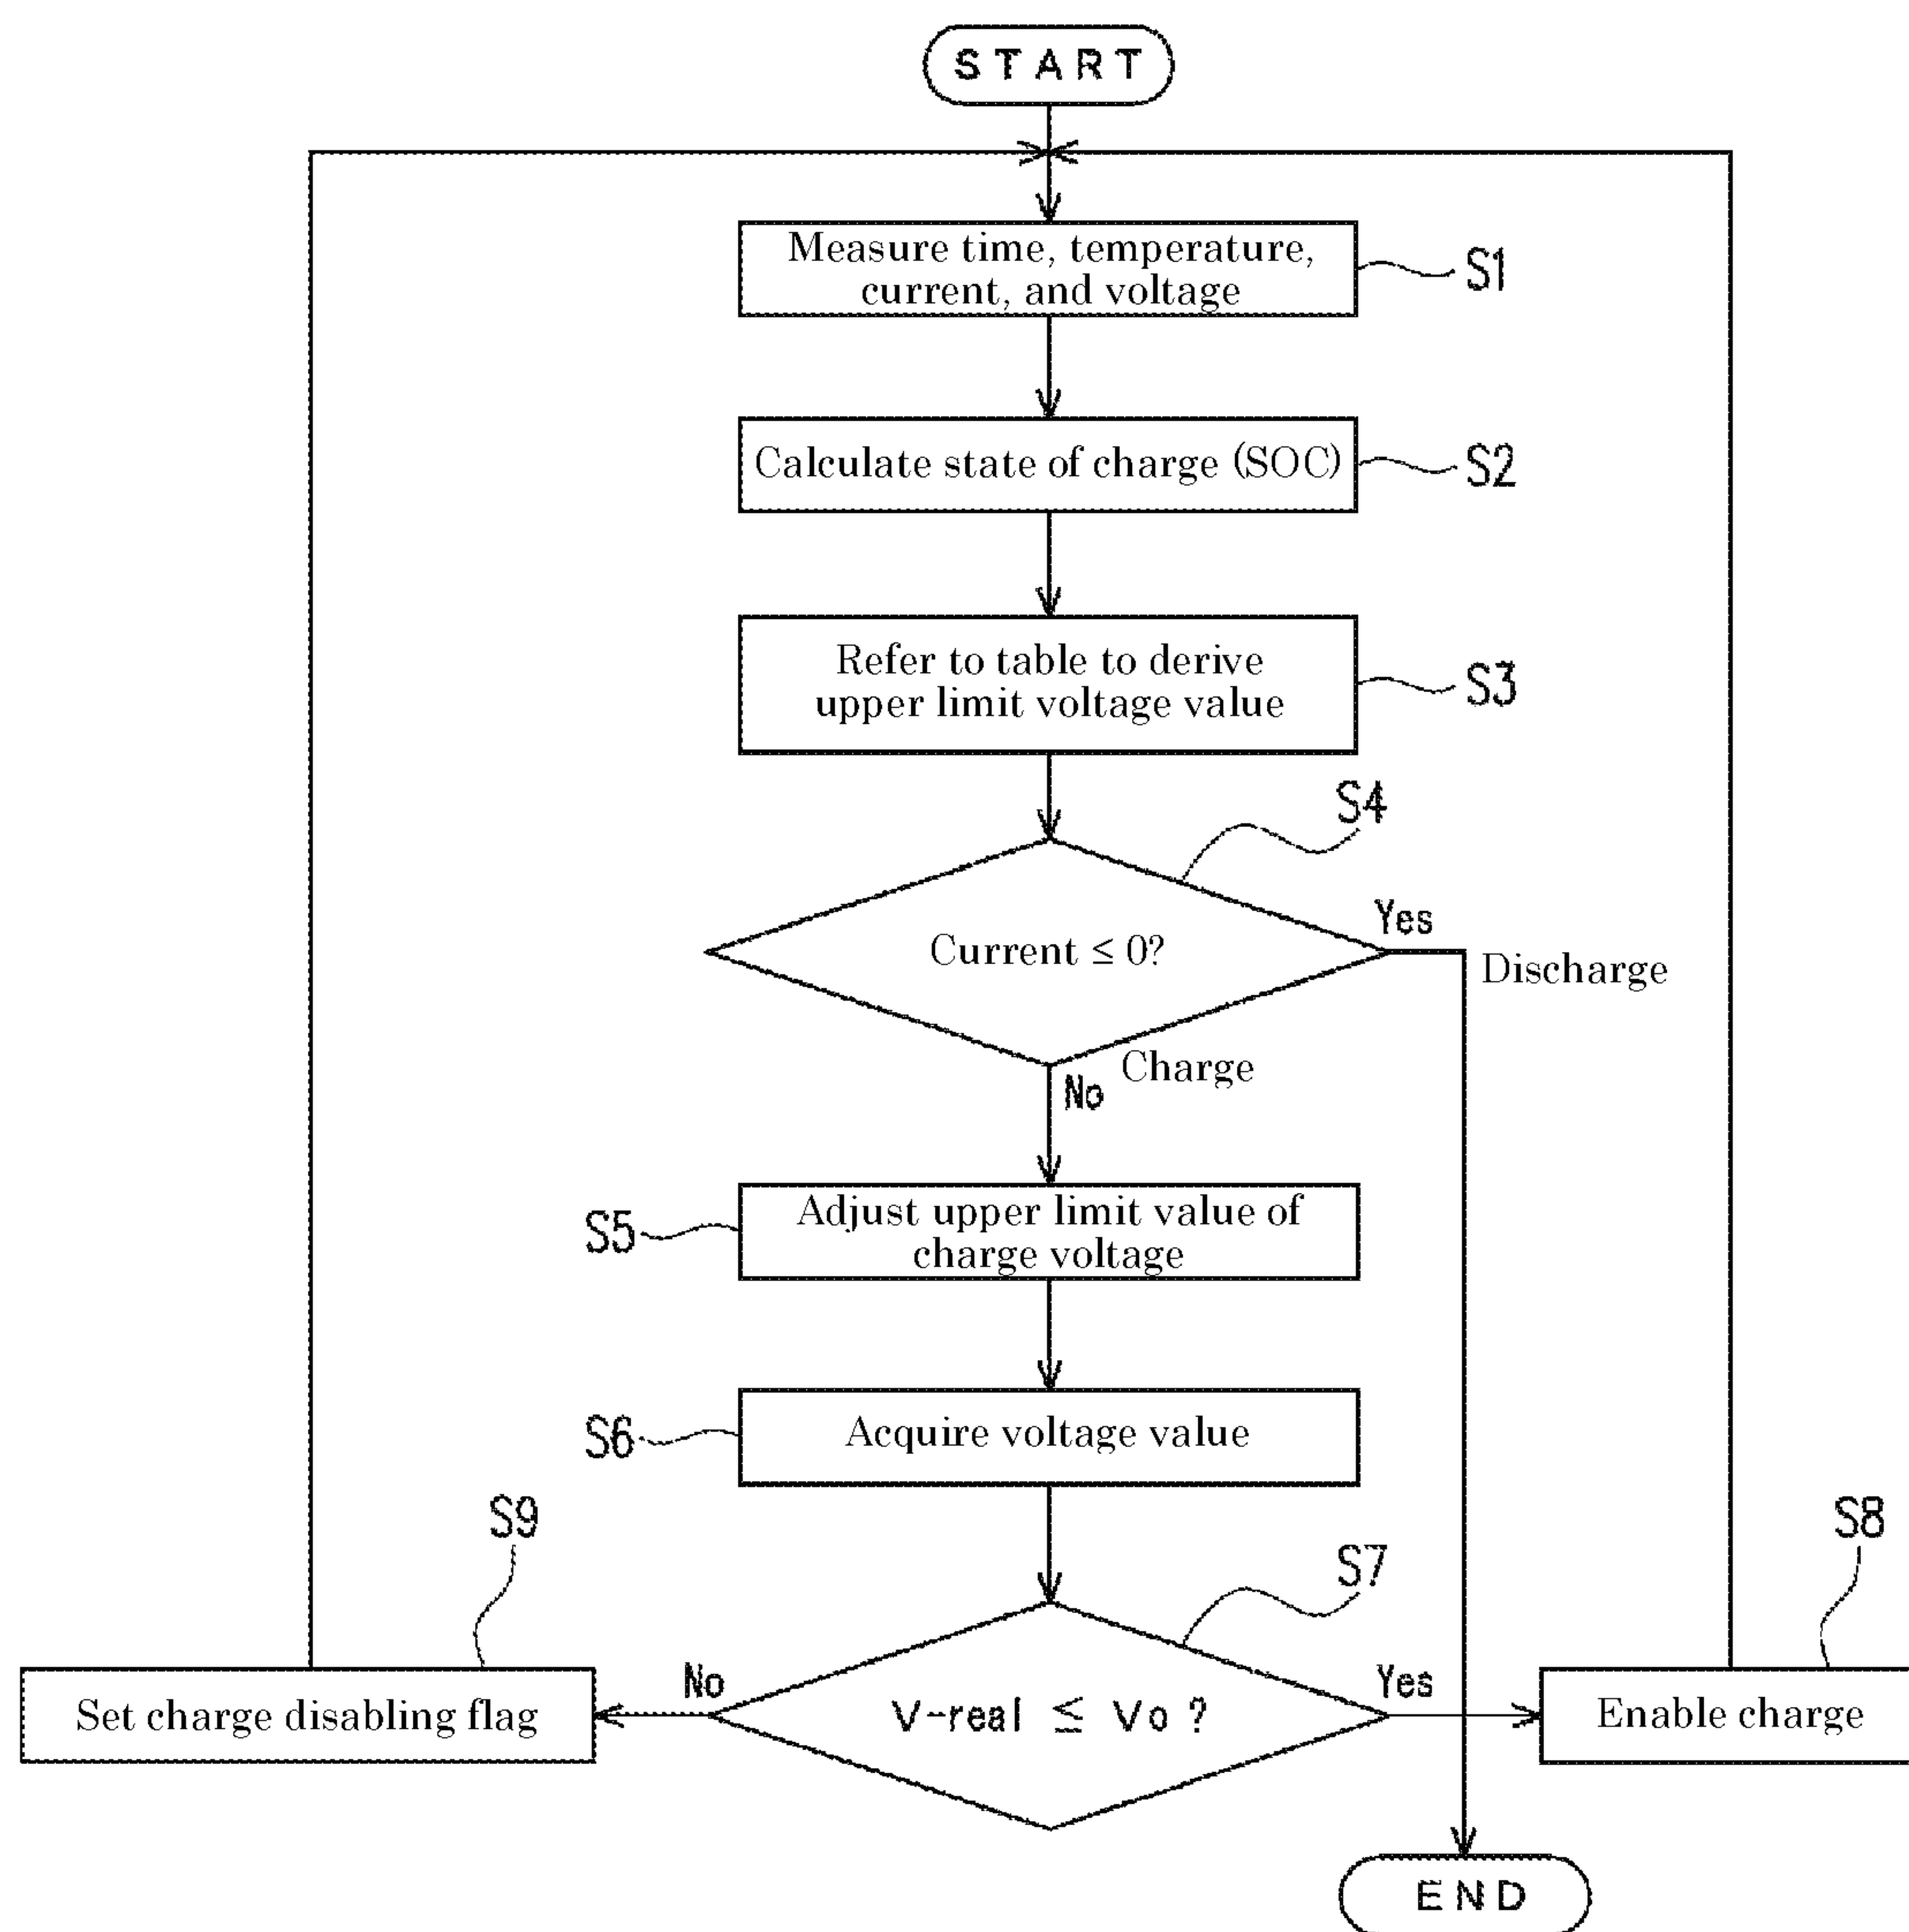 START
Measure time, temperature,
current, and voltage
S1
Calculate state of charge (SOC)
S2
Refer to table to derive
upper limit voltage value
S3
S4
Current ≤ 0?
Yes
Discharge
Charge
No
S5
Adjust upper limit value of
charge voltage
S6
Acquire voltage value
S9
S7
S8
Set charge disabling flag
No
V-real ≤ Vo ?
Yes
Enable charge
END